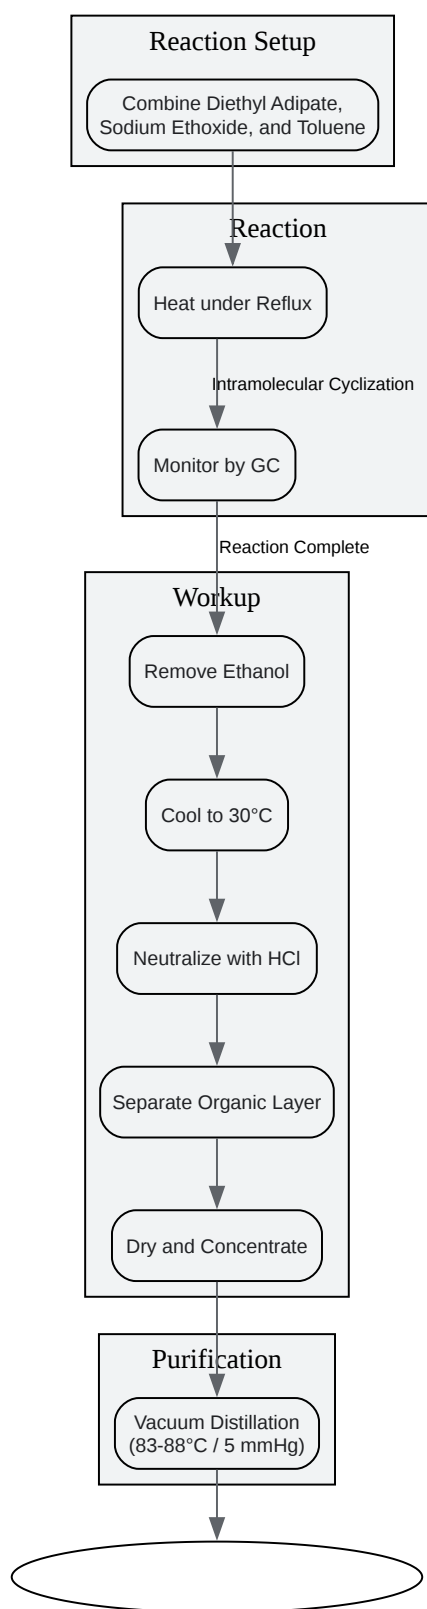 Reaction Setup
Combine Diethyl Adipate,
Sodium Ethoxide, and Toluene
Reaction
Heat under Reflux
Intramolecular Cyclization
Monitor by GC
Reaction Complete
Workup
Remove Ethanol
Cool to 30°C
Neutralize with HCl
Separate Organic Layer
Dry and Concentrate
Purification
Vacuum Distillation
(83-88°C / 5 mmHg)